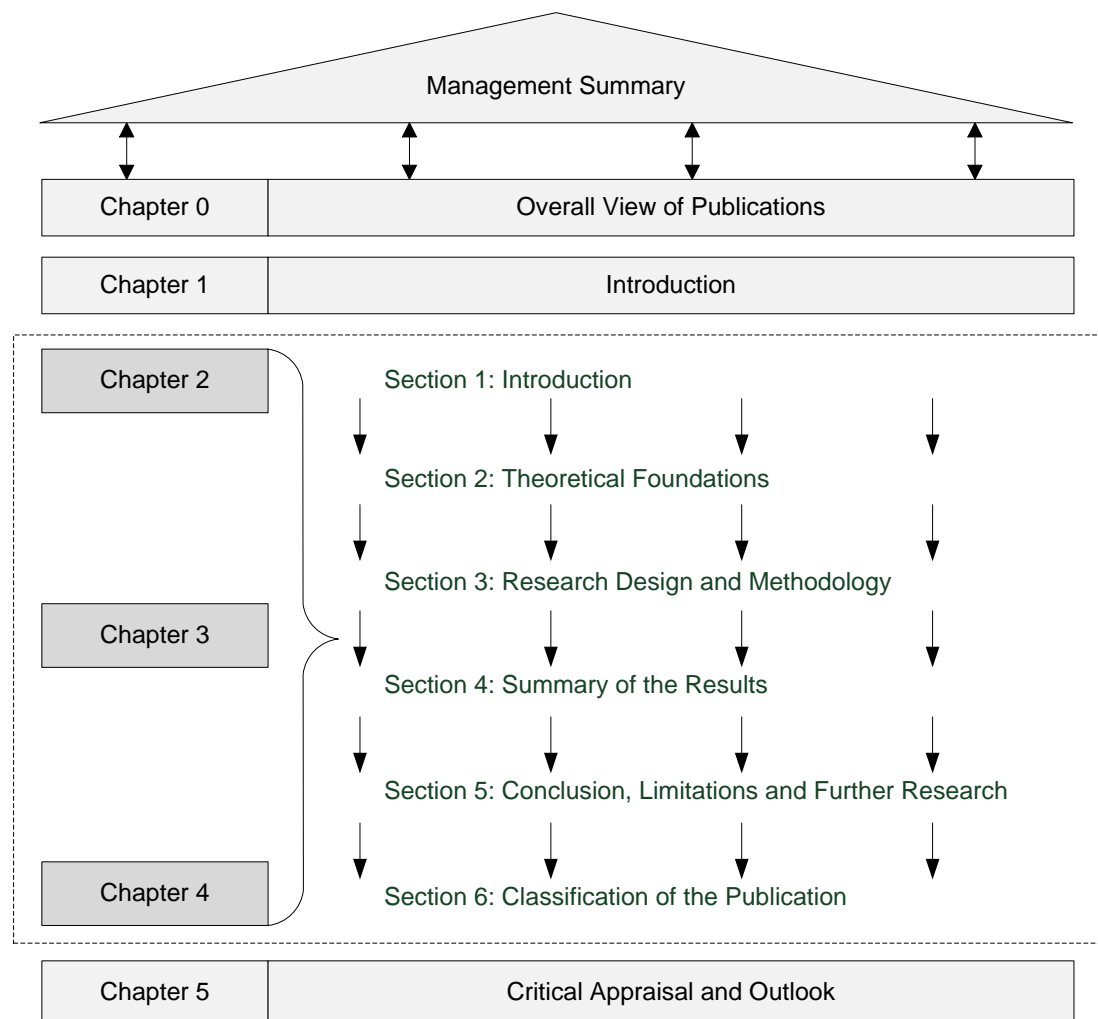 Management Summary
Chapter 0
Overall View of Publications
Chapter 1
Introduction
Chapter 2
Section 1: Introduction
Section 2: Theoretical Foundations
Section 3: Research Design and Methodology
Chapter 3
Section 4: Summary of the Results
Section 5: Conclusion, Limitations and Further Research
Chapter 4
Section 6: Classification of the Publication
Chapter 5
Critical Appraisal and Outlook